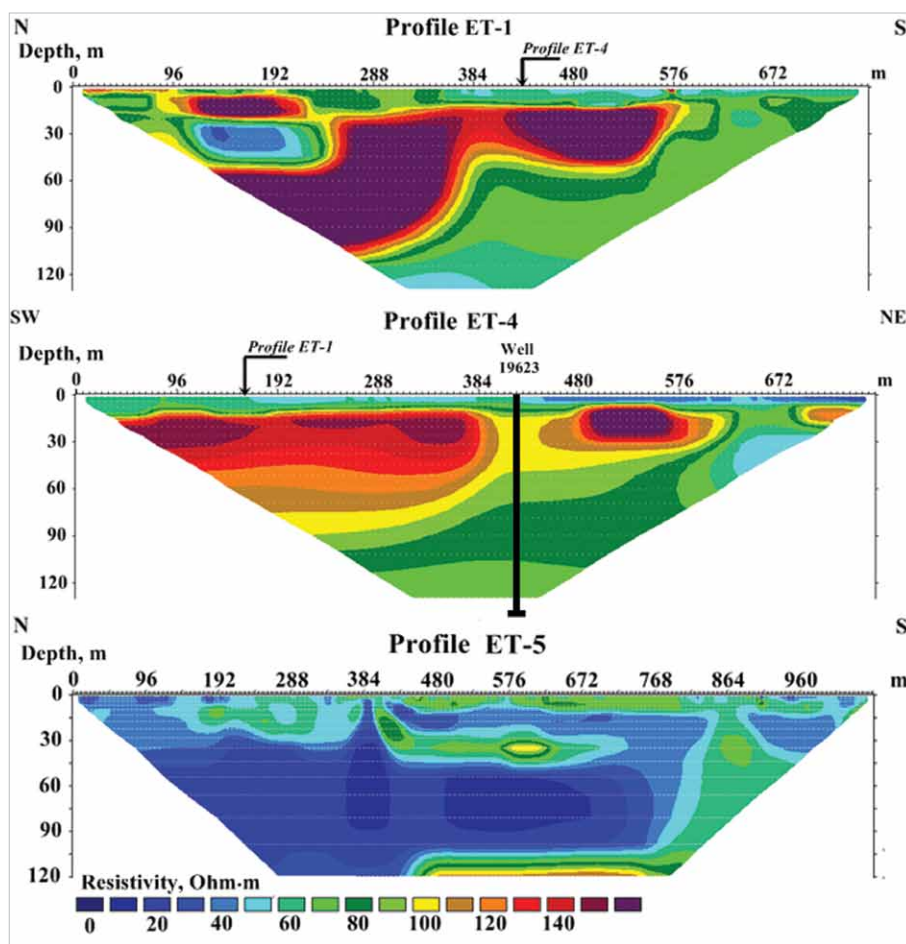 N Profile ET-1 S
Depth, m Profile ET-4
0 96 192 288 384 480 576 672 m
0
30
60
90
120
SW Profile ET-4 NE
Depth, m Profile ET-1 Well
19623
0 96 192 288 384 480 576 672 m
0
30
60
90
120
N Profile ET-5 S
Depth, m
0 96 192 288 384 480 576 672 768 864 960 m
0
30
60
90
120
Resistivity, Ohm·m
0 20 40 60 80 100 120 140